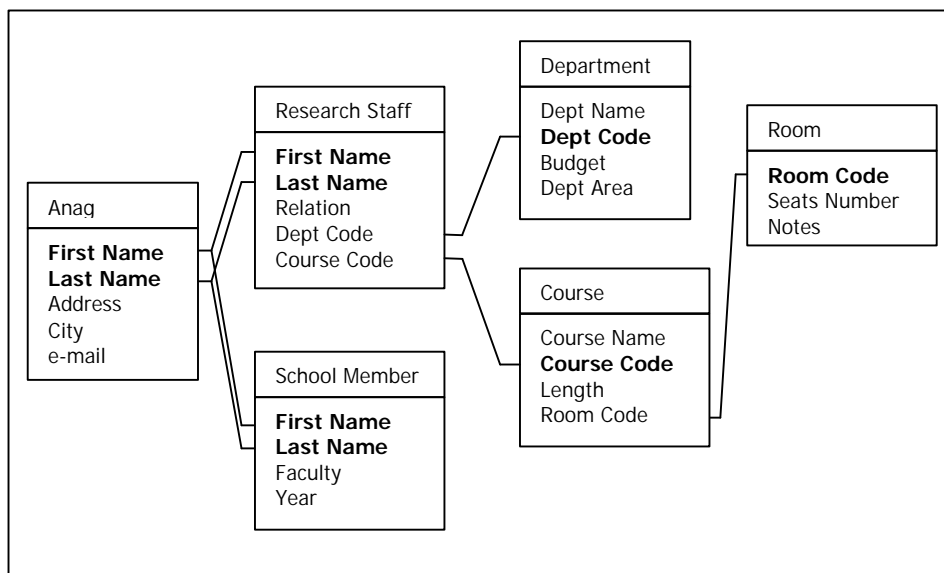 Anag
First Name
Last Name
Address
City
e-mail
Research Staff
First Name
Last Name
Relation
Dept Code
Course Code
School Member
First Name
Last Name
Faculty
Year
Department
Dept Name
Dept Code
Budget
Dept Area
Course
Course Name
Course Code
Length
Room Code
Room
Room Code
Seats Number
Notes